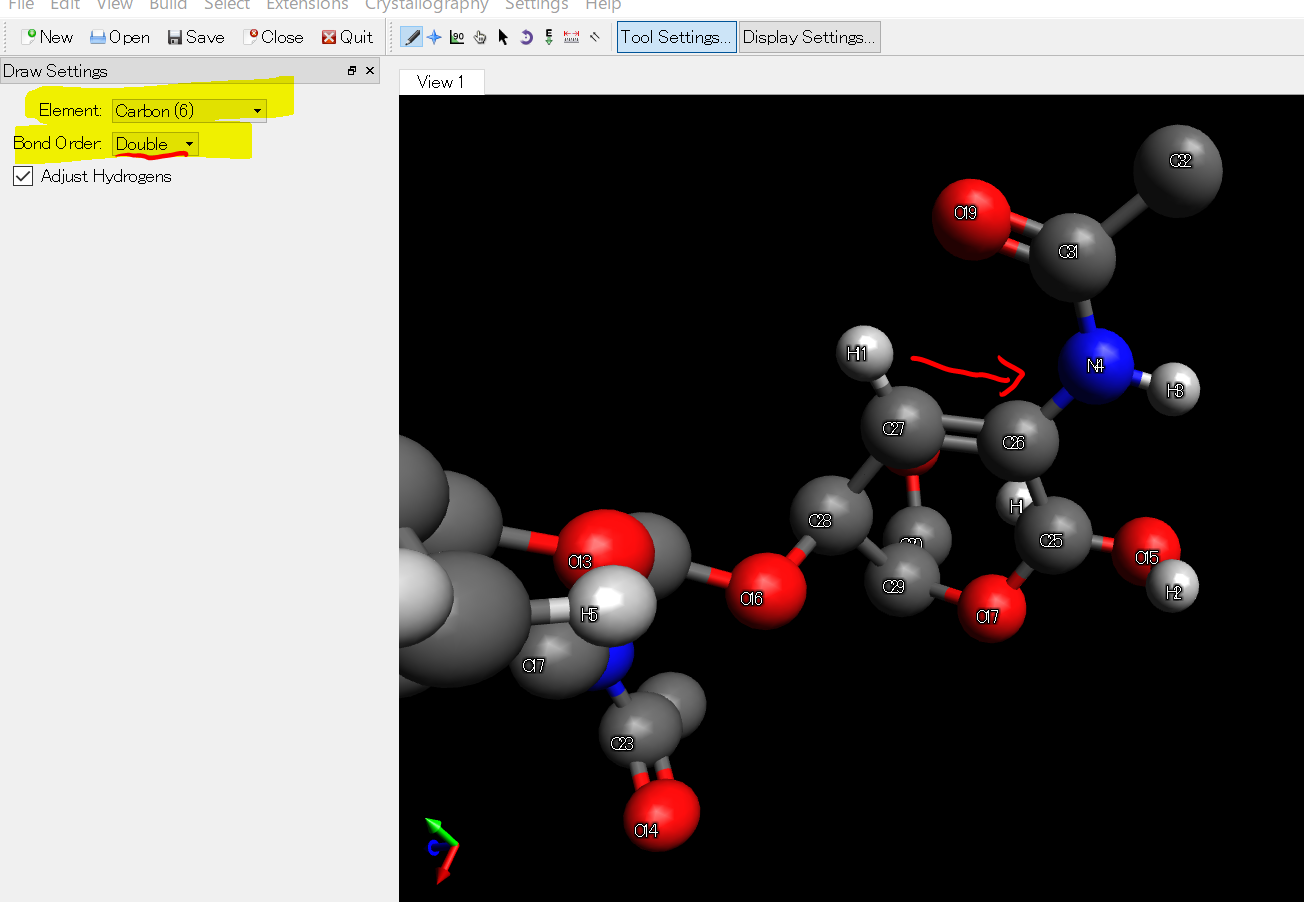 File Edit View Build Select Extensions Crystallography Settings Help
New Open Save Close Quit Tool Settings... Display Settings...
Draw Settings
View 1
Element: Carbon (6)
Bond Order: Double
Adjust Hydrogens
C32
O19
C31
H11
N4
H3
C27
C26
H1
C28
C20
C25
O15
O13
C29
H2
O16
H5
O17
C17
C23
O14